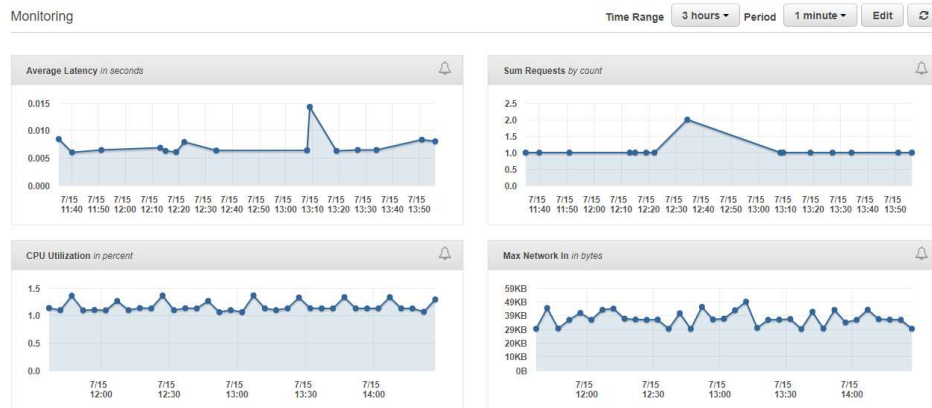 Monitoring
Time Range 3 hours Period 1 minute Edit
Average Latency in seconds
0.015
0.010
0.005
0.000
7/15 7/15 7/15 7/15 7/15 7/15 7/15 7/15 7/15 7/15 7/15 7/15 7/15 7/15
11:40 11:50 12:00 12:10 12:20 12:30 12:40 12:50 13:00 13:10 13:20 13:30 13:40 13:50
Sum Requests by count
2.5
2.0
1.5
1.0
0.5
0.0
7/15 7/15 7/15 7/15 7/15 7/15 7/15 7/15 7/15 7/15 7/15 7/15 7/15 7/15
11:40 11:50 12:00 12:10 12:20 12:30 12:40 12:50 13:00 13:10 13:20 13:30 13:40 13:50
CPU Utilization in percent
1.5
1.0
0.5
0.0
7/15 7/15 7/15 7/15 7/15
12:00 12:30 13:00 13:30 14:00
Max Network In in bytes
59KB
49KB
39KB
29KB
20KB
10KB
0B
7/15 7/15 7/15 7/15 7/15
12:00 12:30 13:00 13:30 14:00